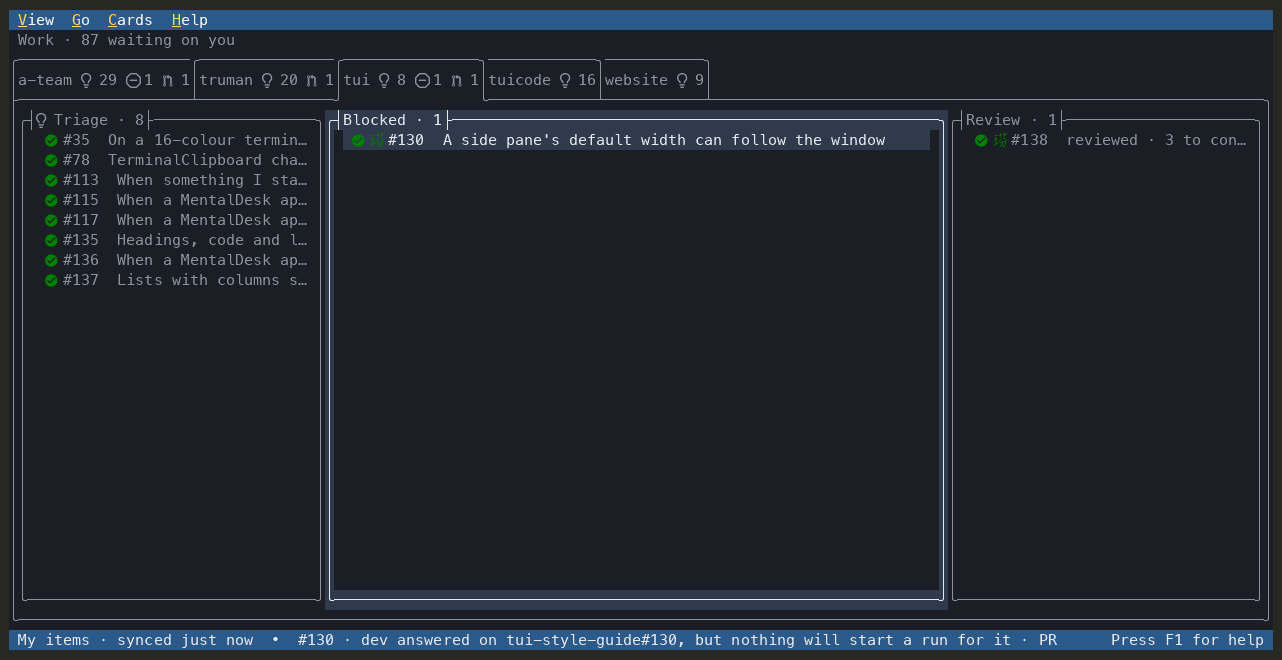 View  Go  Cards  Help
Work · 87 waiting on you
a-team 29 1 1 truman 20 1 tui 8 1 1 tuicode 16 website 9
Triage · 8
#35  On a 16-colour termin…
#78  TerminalClipboard cha…
#113  When something I sta…
#115  When a MentalDesk ap…
#117  When a MentalDesk ap…
#135  Headings, code and l…
#136  When a MentalDesk ap…
#137  Lists with columns s…
Blocked · 1
#130  A side pane's default width can follow the window
Review · 1
#138  reviewed · 3 to con…
My items · synced just now • #130 · dev answered on tui-style-guide#130, but nothing will start a run for it · PR  Press F1 for help